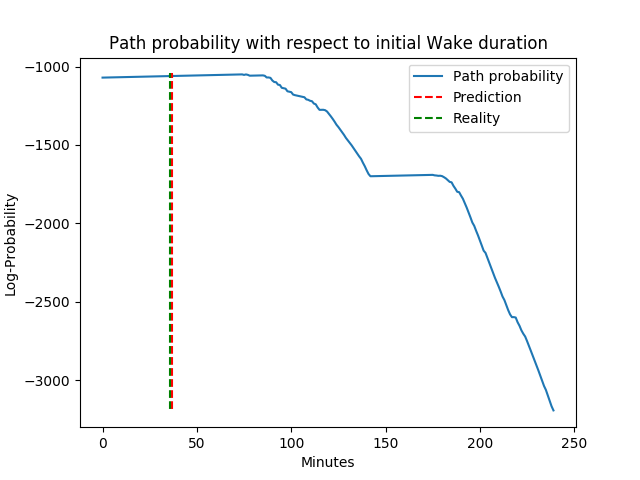 Path probability with respect to initial Wake duration
−1000
−1500
−2000
−2500
−3000
Log-Probability
Path probability
Prediction
Reality
0 50 100 150 200 250
Minutes